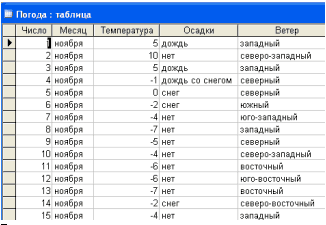 Погода : таблица
Число Месяц Температура Осадки Ветер
1 ноября 5 дождь западный
2 ноября 10 нет северо-западный
3 ноября 5 дождь западный
4 ноября -1 дождь со снегом северный
5 ноября 0 снег северный
6 ноября -2 снег южный
7 ноября -4 нет юго-западный
8 ноября -7 нет западный
9 ноября -5 нет северный
10 ноября -4 нет северо-западный
11 ноября -6 нет восточный
12 ноября -6 нет юго-восточный
13 ноября -7 нет восточный
14 ноября -2 снег северо-восточный
15 ноября -4 нет западный